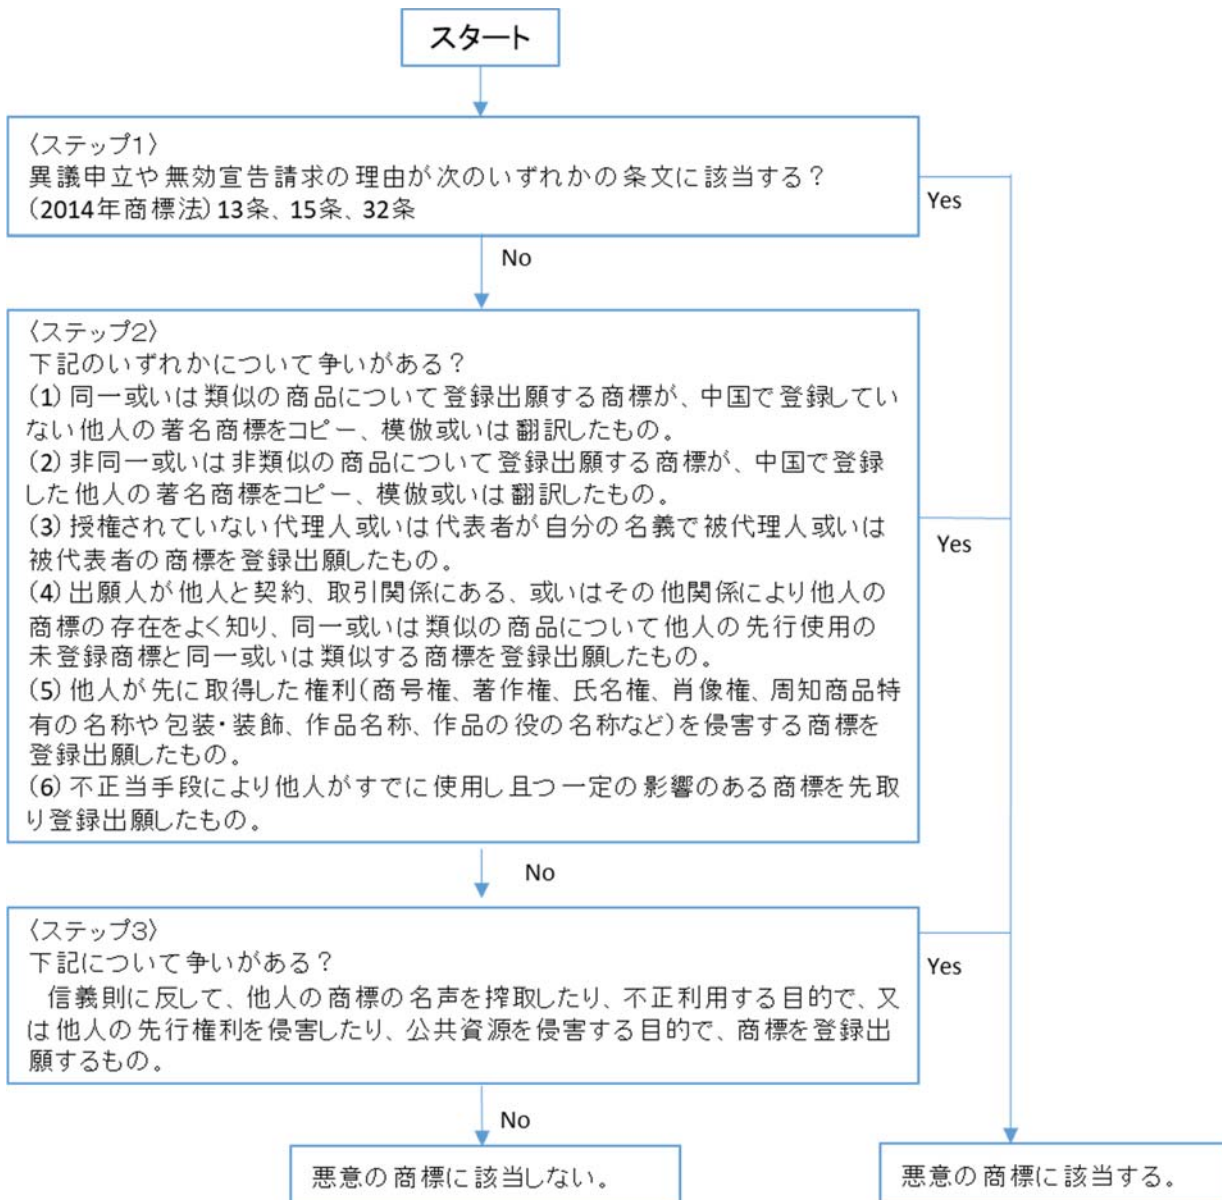 スタート
〈ステップ1〉
異議申立や無効宣告請求の理由が次のいずれかの条文に該当する？
(2014年商標法)13条、15条、32条
Yes
No
〈ステップ2〉
下記のいずれかについて争いがある？
(1)同一或いは類似の商品について登録出願する商標が、中国で登録してい
ない他人の著名商標をコピー、模倣或いは翻訳したもの。
(2)非同一或いは非類似の商品について登録出願する商標が、中国で登録
した他人の著名商標をコピー、模倣或いは翻訳したもの。
(3)授権されていない代理人或いは代表者が自分の名義で被代理人或いは
被代表者の商標を登録出願したもの。
(4)出願人が他人と契約、取引関係にある、或いはその他関係により他人の
商標の存在をよく知り、同一或いは類似の商品について他人の先行使用の
未登録商標と同一或いは類似する商標を登録出願したもの。
(5)他人が先に取得した権利(商号権、著作権、氏名権、肖像権、周知商品特
有の名称や包装・装飾、作品名称、作品の役の名称など)を侵害する商標を
登録出願したもの。
(6)不正当手段により他人がすでに使用し且つ一定の影響のある商標を先取
り登録出願したもの。
Yes
No
〈ステップ3〉
下記について争いがある？
信義則に反して、他人の商標の名声を搾取したり、不正利用する目的で、又
は他人の先行権利を侵害したり、公共資源を侵害する目的で、商標を登録出
願するもの。
Yes
No
悪意の商標に該当しない。
悪意の商標に該当する。